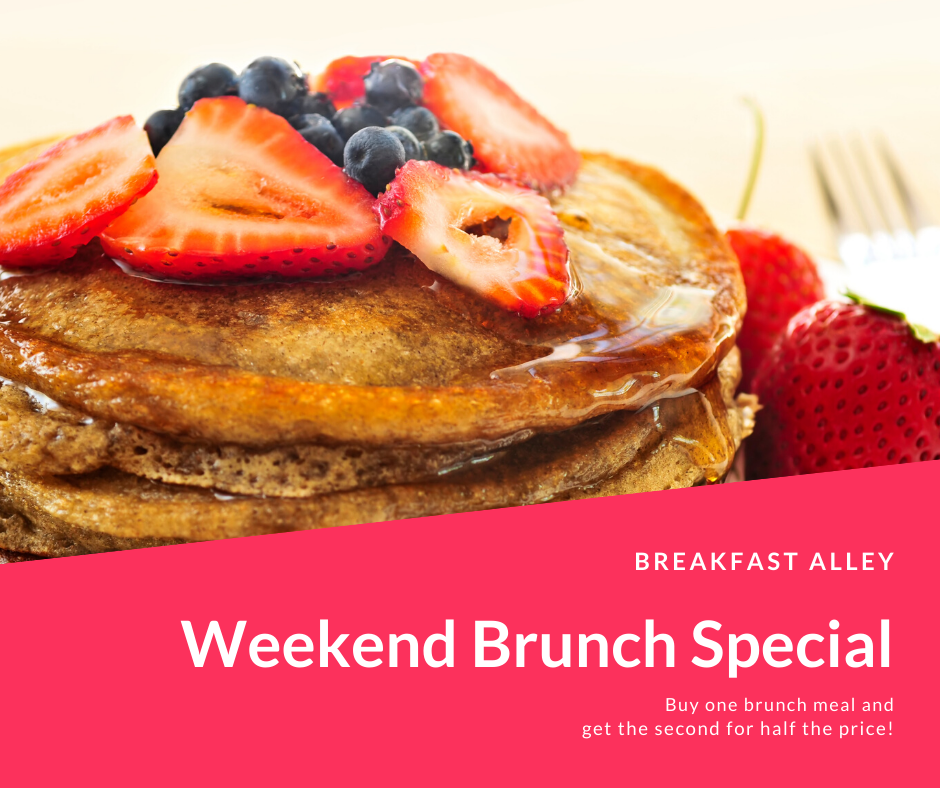 BREAKFAST ALLEY
Weekend Brunch Special
Buy one brunch meal and
get the second for half the price!